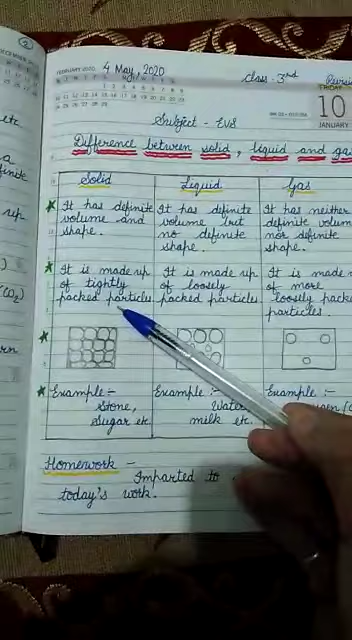 FEBRUARY 2020
4 May, 2020
Class - 3rd
FRIDAY
10
JANUARY
Subject - EVS
Difference between solid, liquid and gas
Solid
It has definite
volume and
shape.
It is made up
of tightly
packed particles
Example :-
Stone,
Sugar etc
Liquid
It has definite
volume but
no definite
shape.
It is made up
of loosely
packed particles
Example :-
Water
milk etc.
Gas
It has neither
definite volum
nor definite
shape.
It is made
of more
loosely packed
particles.
Homework -
Imparted to
today's work.
etc
up
(CO2)